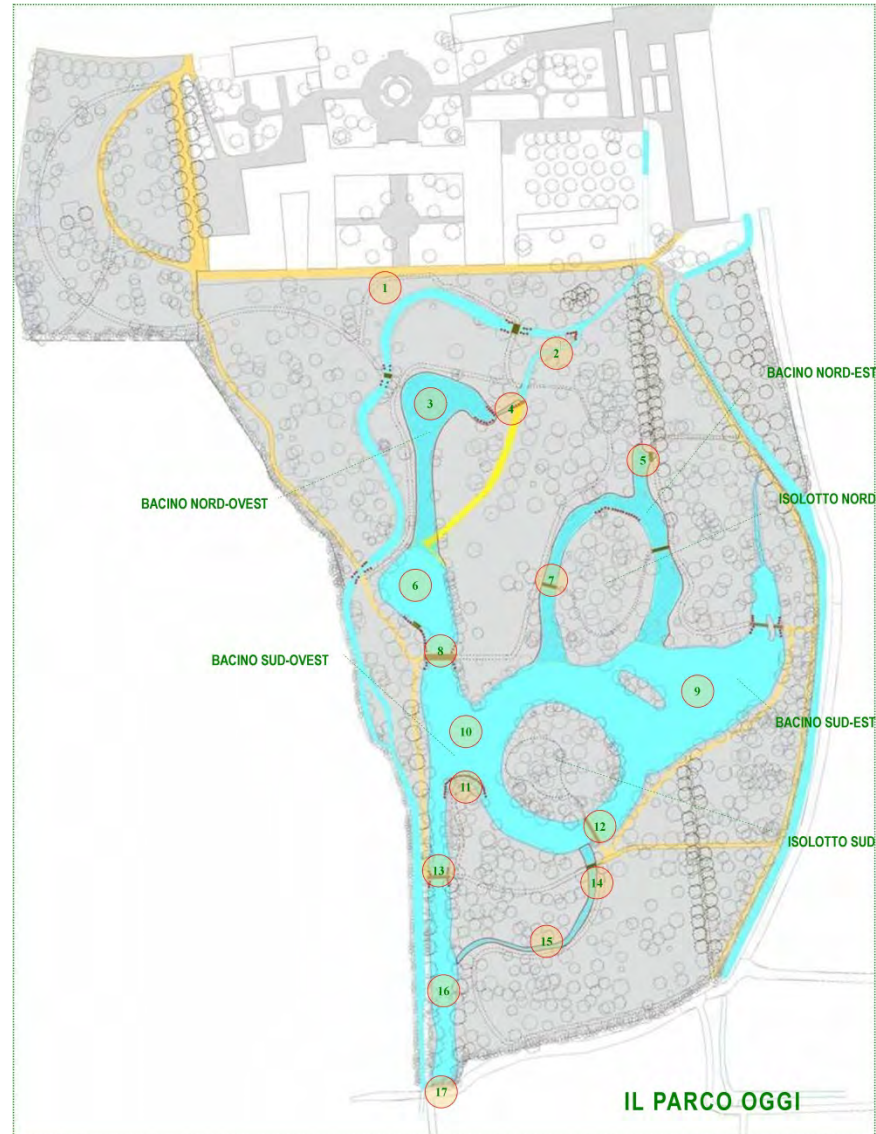 1
2
BACINO NORD-EST
3
4
5
ISOLOTTO NORD
BACINO NORD-OVEST
7
6
8
BACINO SUD-OVEST
9
BACINO SUD-EST
10
11
12
ISOLOTTO SUD
13
14
15
16
17
IL PARCO OGGI